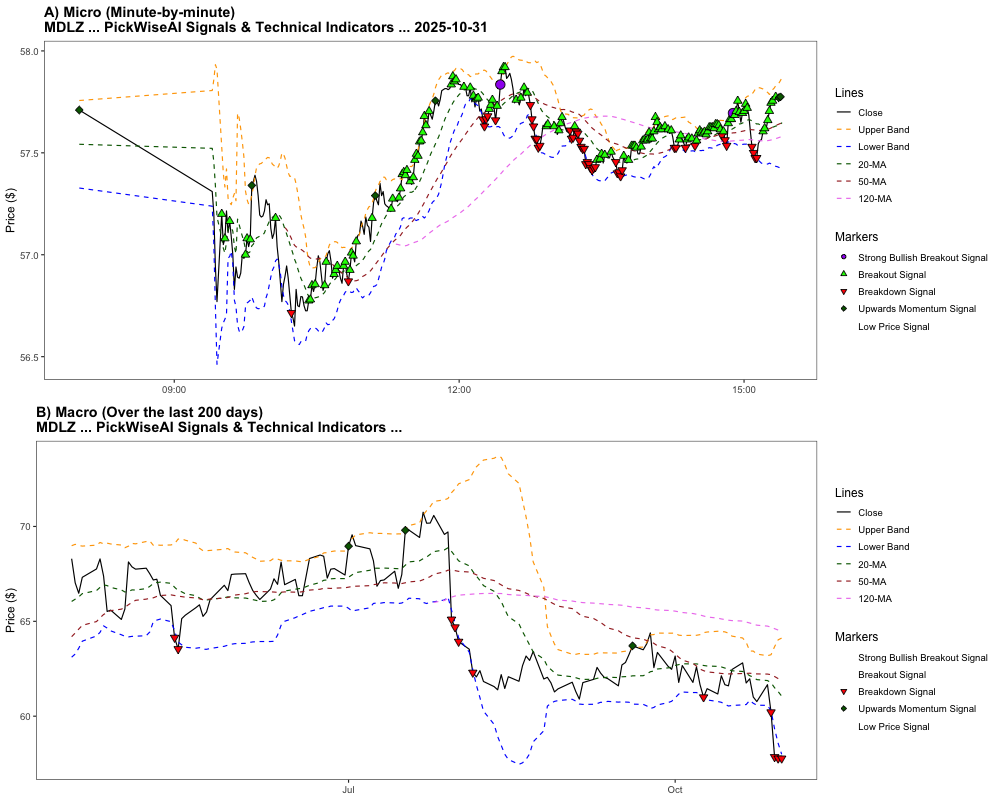 A) Micro (Minute-by-minute)
MDLZ ... PickWiseAI Signals & Technical Indicators ... 2025-10-31
58.0
57.5
57.0
56.5
Price ($)
09:00
12:00
15:00
Lines
Close
Upper Band
Lower Band
20-MA
50-MA
120-MA
Markers
Strong Bullish Breakout Signal
Breakout Signal
Breakdown Signal
Upwards Momentum Signal
Low Price Signal
B) Macro (Over the last 200 days)
MDLZ ... PickWiseAI Signals & Technical Indicators ...
70
65
60
Price ($)
Jul
Oct
Lines
Close
Upper Band
Lower Band
20-MA
50-MA
120-MA
Markers
Strong Bullish Breakout Signal
Breakout Signal
Breakdown Signal
Upwards Momentum Signal
Low Price Signal